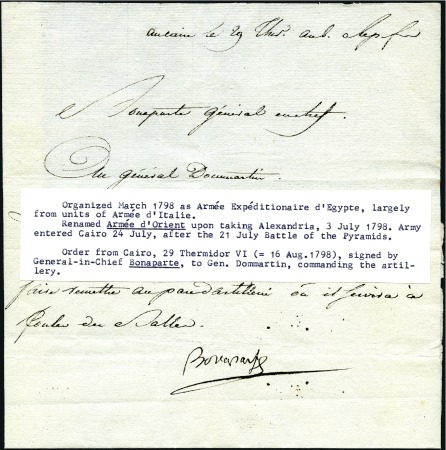 au Caire le 29 Ther. an 6. 
Bonaparte général en chef.
Au général Dommartin.
Organized March 1798 as Armée Expéditionaire d'Egypte, largely
from units of Armée d'Italie.
Renamed Armée d'Orient upon taking Alexandria, 3 July 1798. Army
entered Cairo 24 July, after the 21 July Battle of the Pyramids.
Order from Cairo, 29 Thermidor VI (= 16 Aug.1798), signed by
General-in-Chief Bonaparte, to Gen. Dommartin, commanding the artil-
lery.
faire remettre au parc d'artillerie où il servira à
couler des Balles.
Bonaparte